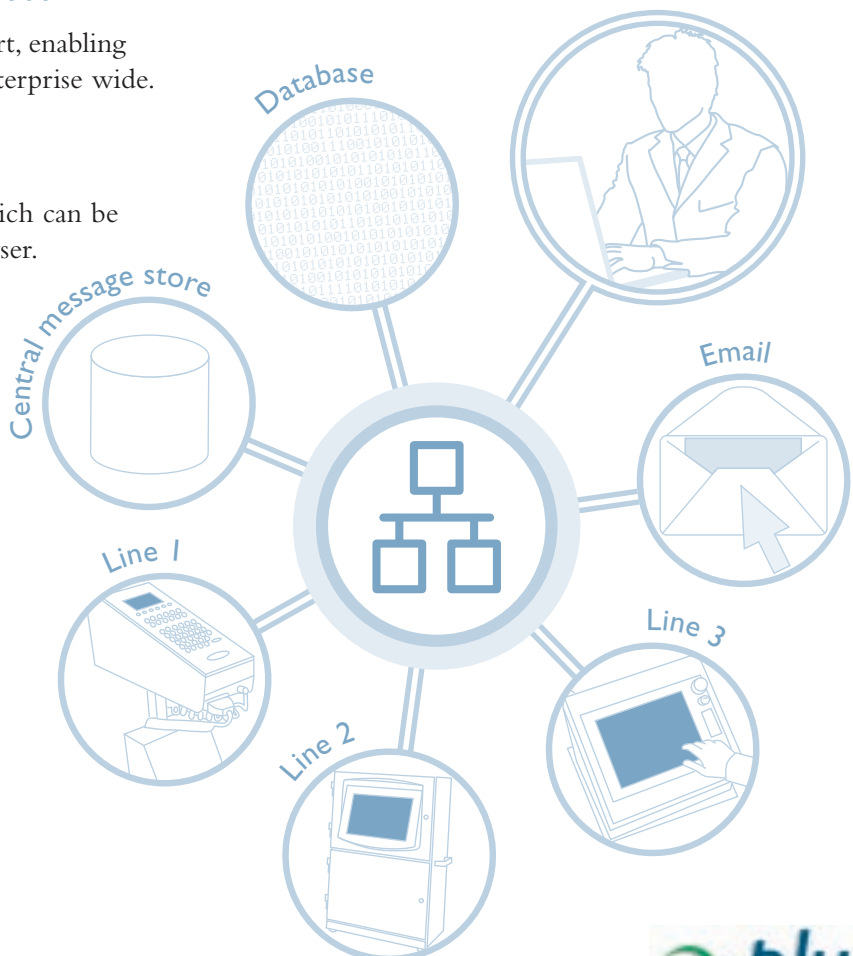 rt, enabling
terprise wide.
ich can be
ser.
Database
Central message store
Email
Line 1
Line 2
Line 3